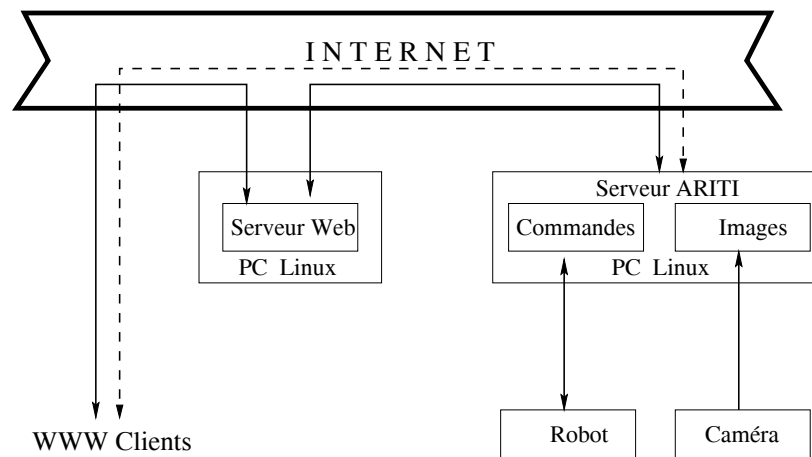 I N T E R N E T
Serveur ARITI
Serveur Web
Commandes
Images
PC Linux
PC Linux
WWW Clients
Robot
Caméra